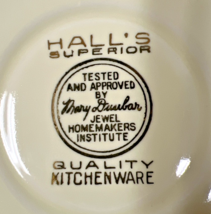 HALL'S
SUPERIOR
TESTED
AND APPROVED
BY
Mary Dunbar
JEWEL
HOMEMAKERS
INSTITUTE
QUALITY
KITCHENWARE